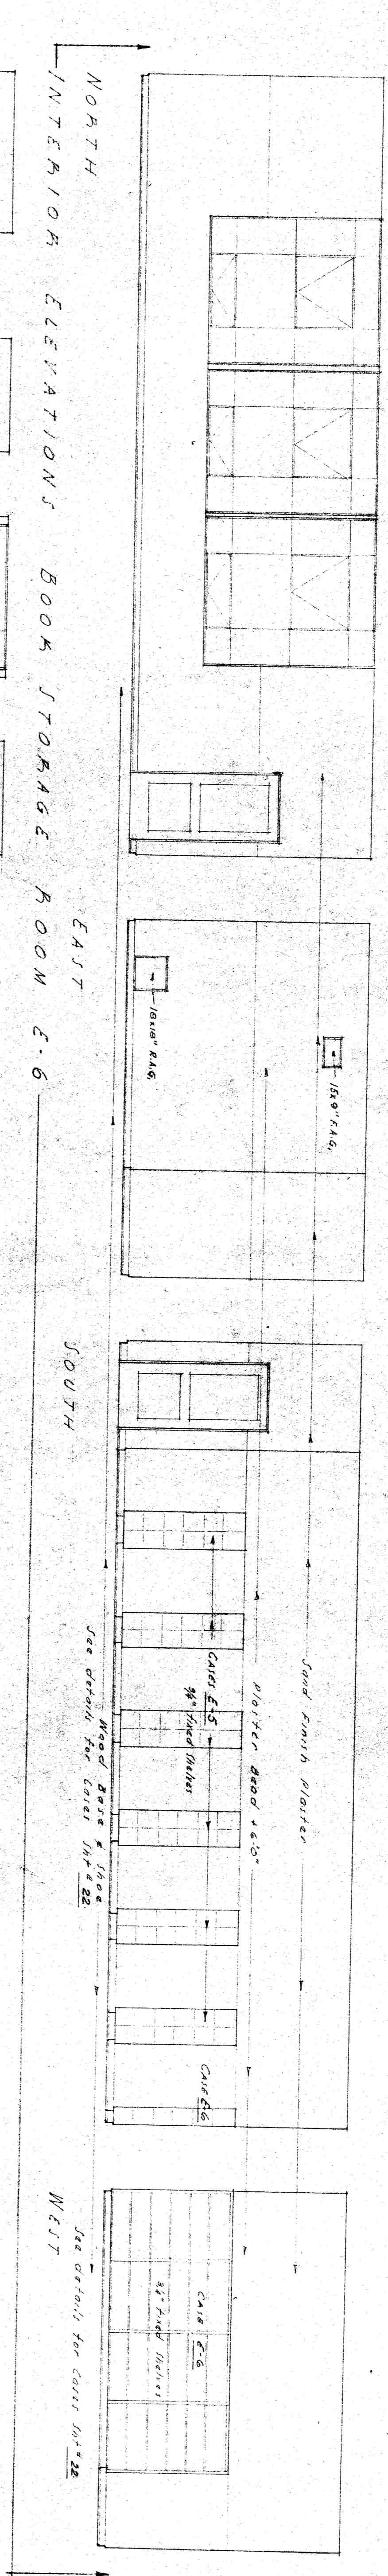 NORTH
EAST
SOUTH
WEST
INTERIOR ELEVATIONS BOOK STORAGE ROOM E-6
18x18" R.A.G.
15x9" F.A.G.
Sand Finish Plaster
Plaster Bead + 6'0"
CASES E-5
3/4" fixed Shelves
Wood Base & Shoe
See details for Cases Sht # 22
CASE E-6
CASE E-6
3/4" fixed Shelves
See details for Cases Sht # 22